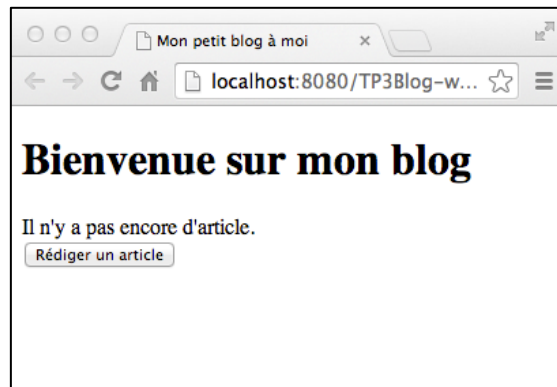 Mon petit blog à moi
localhost:8080/TP3Blog-w...
Bienvenue sur mon blog
Il n'y a pas encore d'article.
Rédiger un article